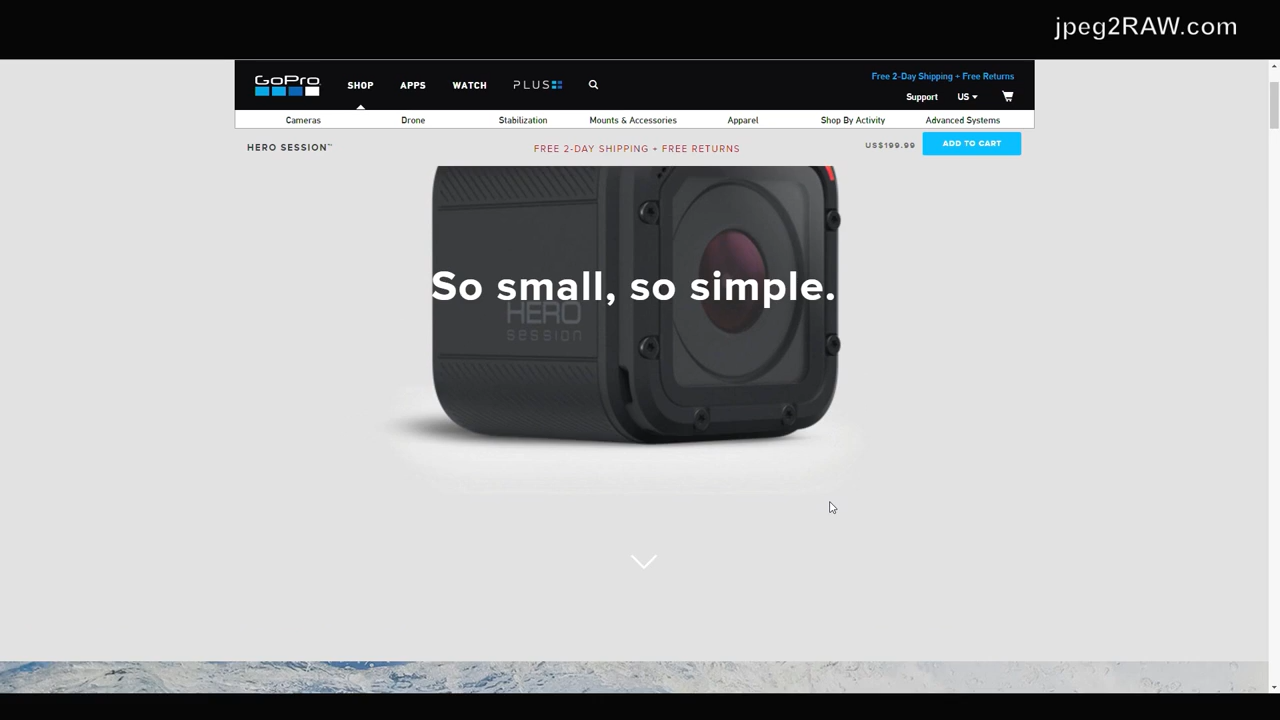 jpeg2RAW.com
GoPro
SHOP APPS WATCH PLUS
Free 2-Day Shipping + Free Returns
Support US
Cameras Drone Stabilization Mounts & Accessories Apparel Shop By Activity Advanced Systems
HERO SESSION™ FREE 2-DAY SHIPPING + FREE RETURNS US$199.99 ADD TO CART
So small, so simple.
HERO
session